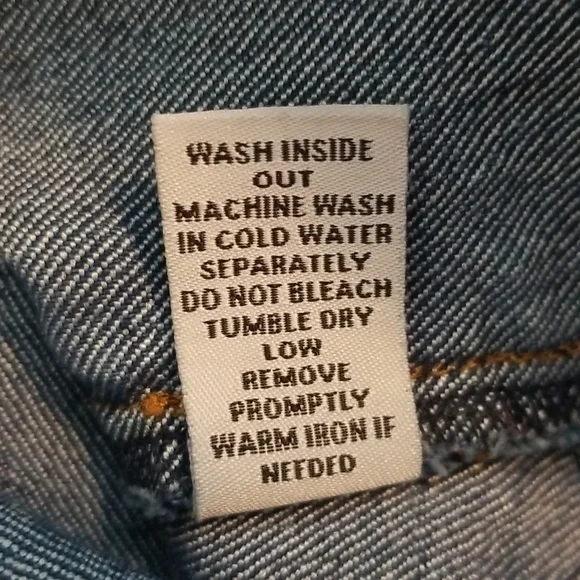 WASH INSIDE
OUT
MACHINE WASH
IN COLD WATER
SEPARATELY
DO NOT BLEACH
TUMBLE DRY
LOW
REMOVE
PROMPTLY
WARM IRON IF
NEEDED